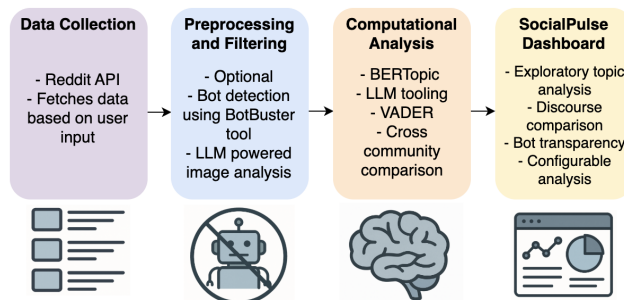 Data Collection
- Reddit API
- Fetches data
based on user
input
Preprocessing
and Filtering
- Optional
- Bot detection
using BotBuster
tool
- LLM powered
image analysis
Computational
Analysis
- BERTopic
- LLM tooling
- VADER
- Cross
community
comparison
SocialPulse
Dashboard
- Exploratory topic
analysis
- Discourse
comparison
- Bot transparency
- Configurable
analysis